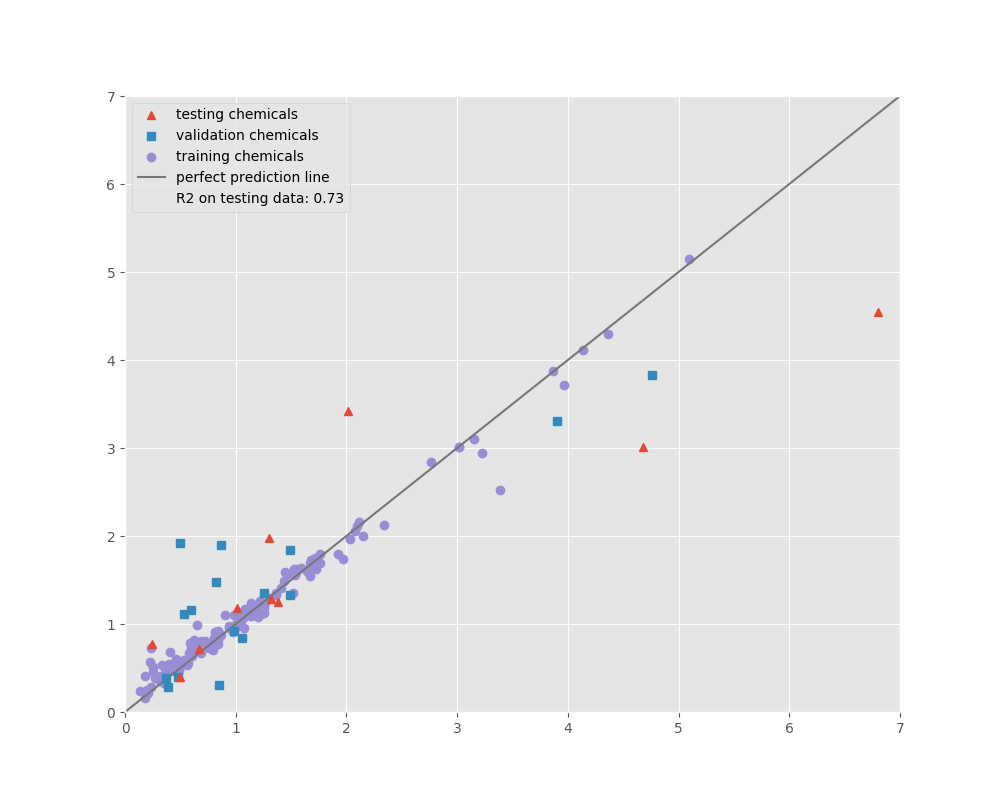 testing chemicals
validation chemicals
training chemicals
perfect prediction line
R2 on testing data: 0.73
7
6
5
4
3
2
1
0
0 1 2 3 4 5 6 7